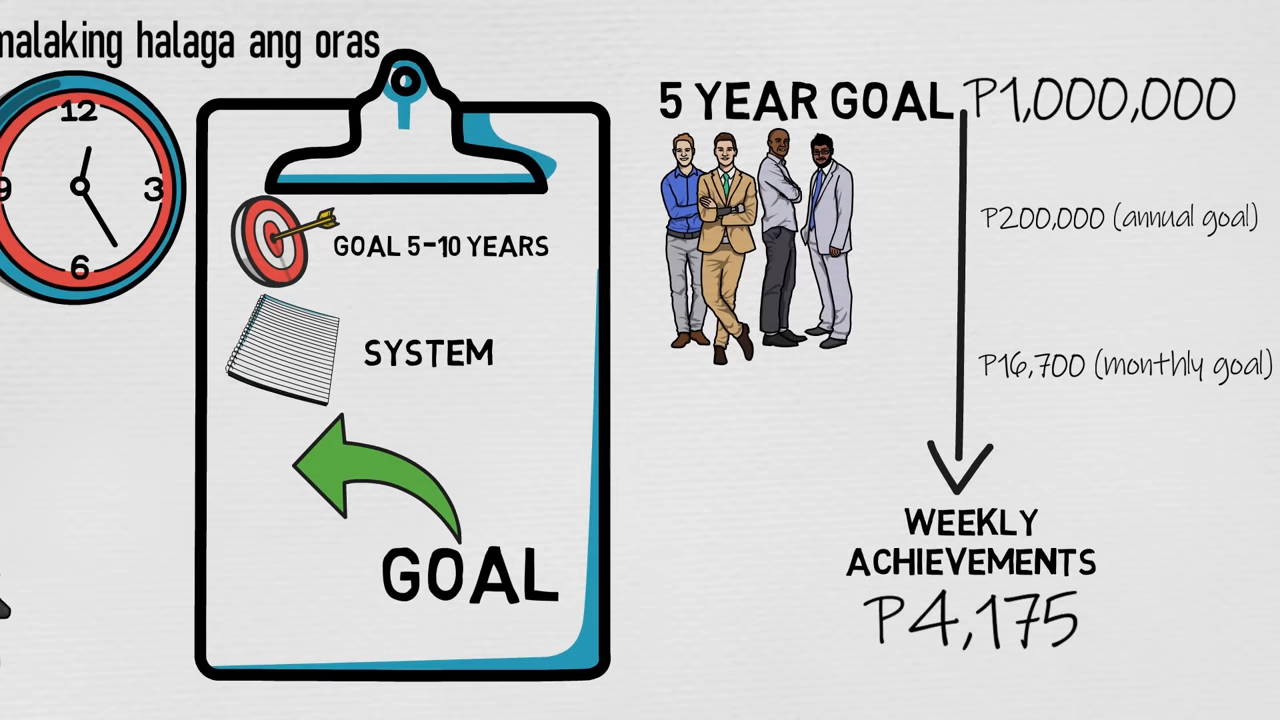 malaking halaga ang oras
12
9
3
6
GOAL 5-10 YEARS
SYSTEM
GOAL
5 YEAR GOAL P1,000,000
P200,000 (annual goal)
P16,700 (monthly goal)
WEEKLY
ACHIEVEMENTS
P4,175